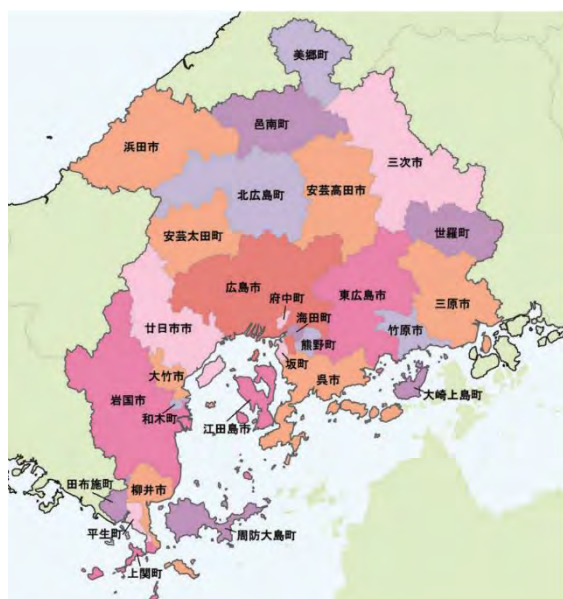 美郷町
邑南町
浜田市
三次市
北広島町
安芸高田市
世羅町
安芸太田町
広島市
東広島市
三原市
府中町
海田町
竹原市
廿日市市
熊野町
坂町
大竹市
呉市
岩国市
大崎上島町
和木町
江田島市
田布施町
柳井市
平生町
周防大島町
上関町